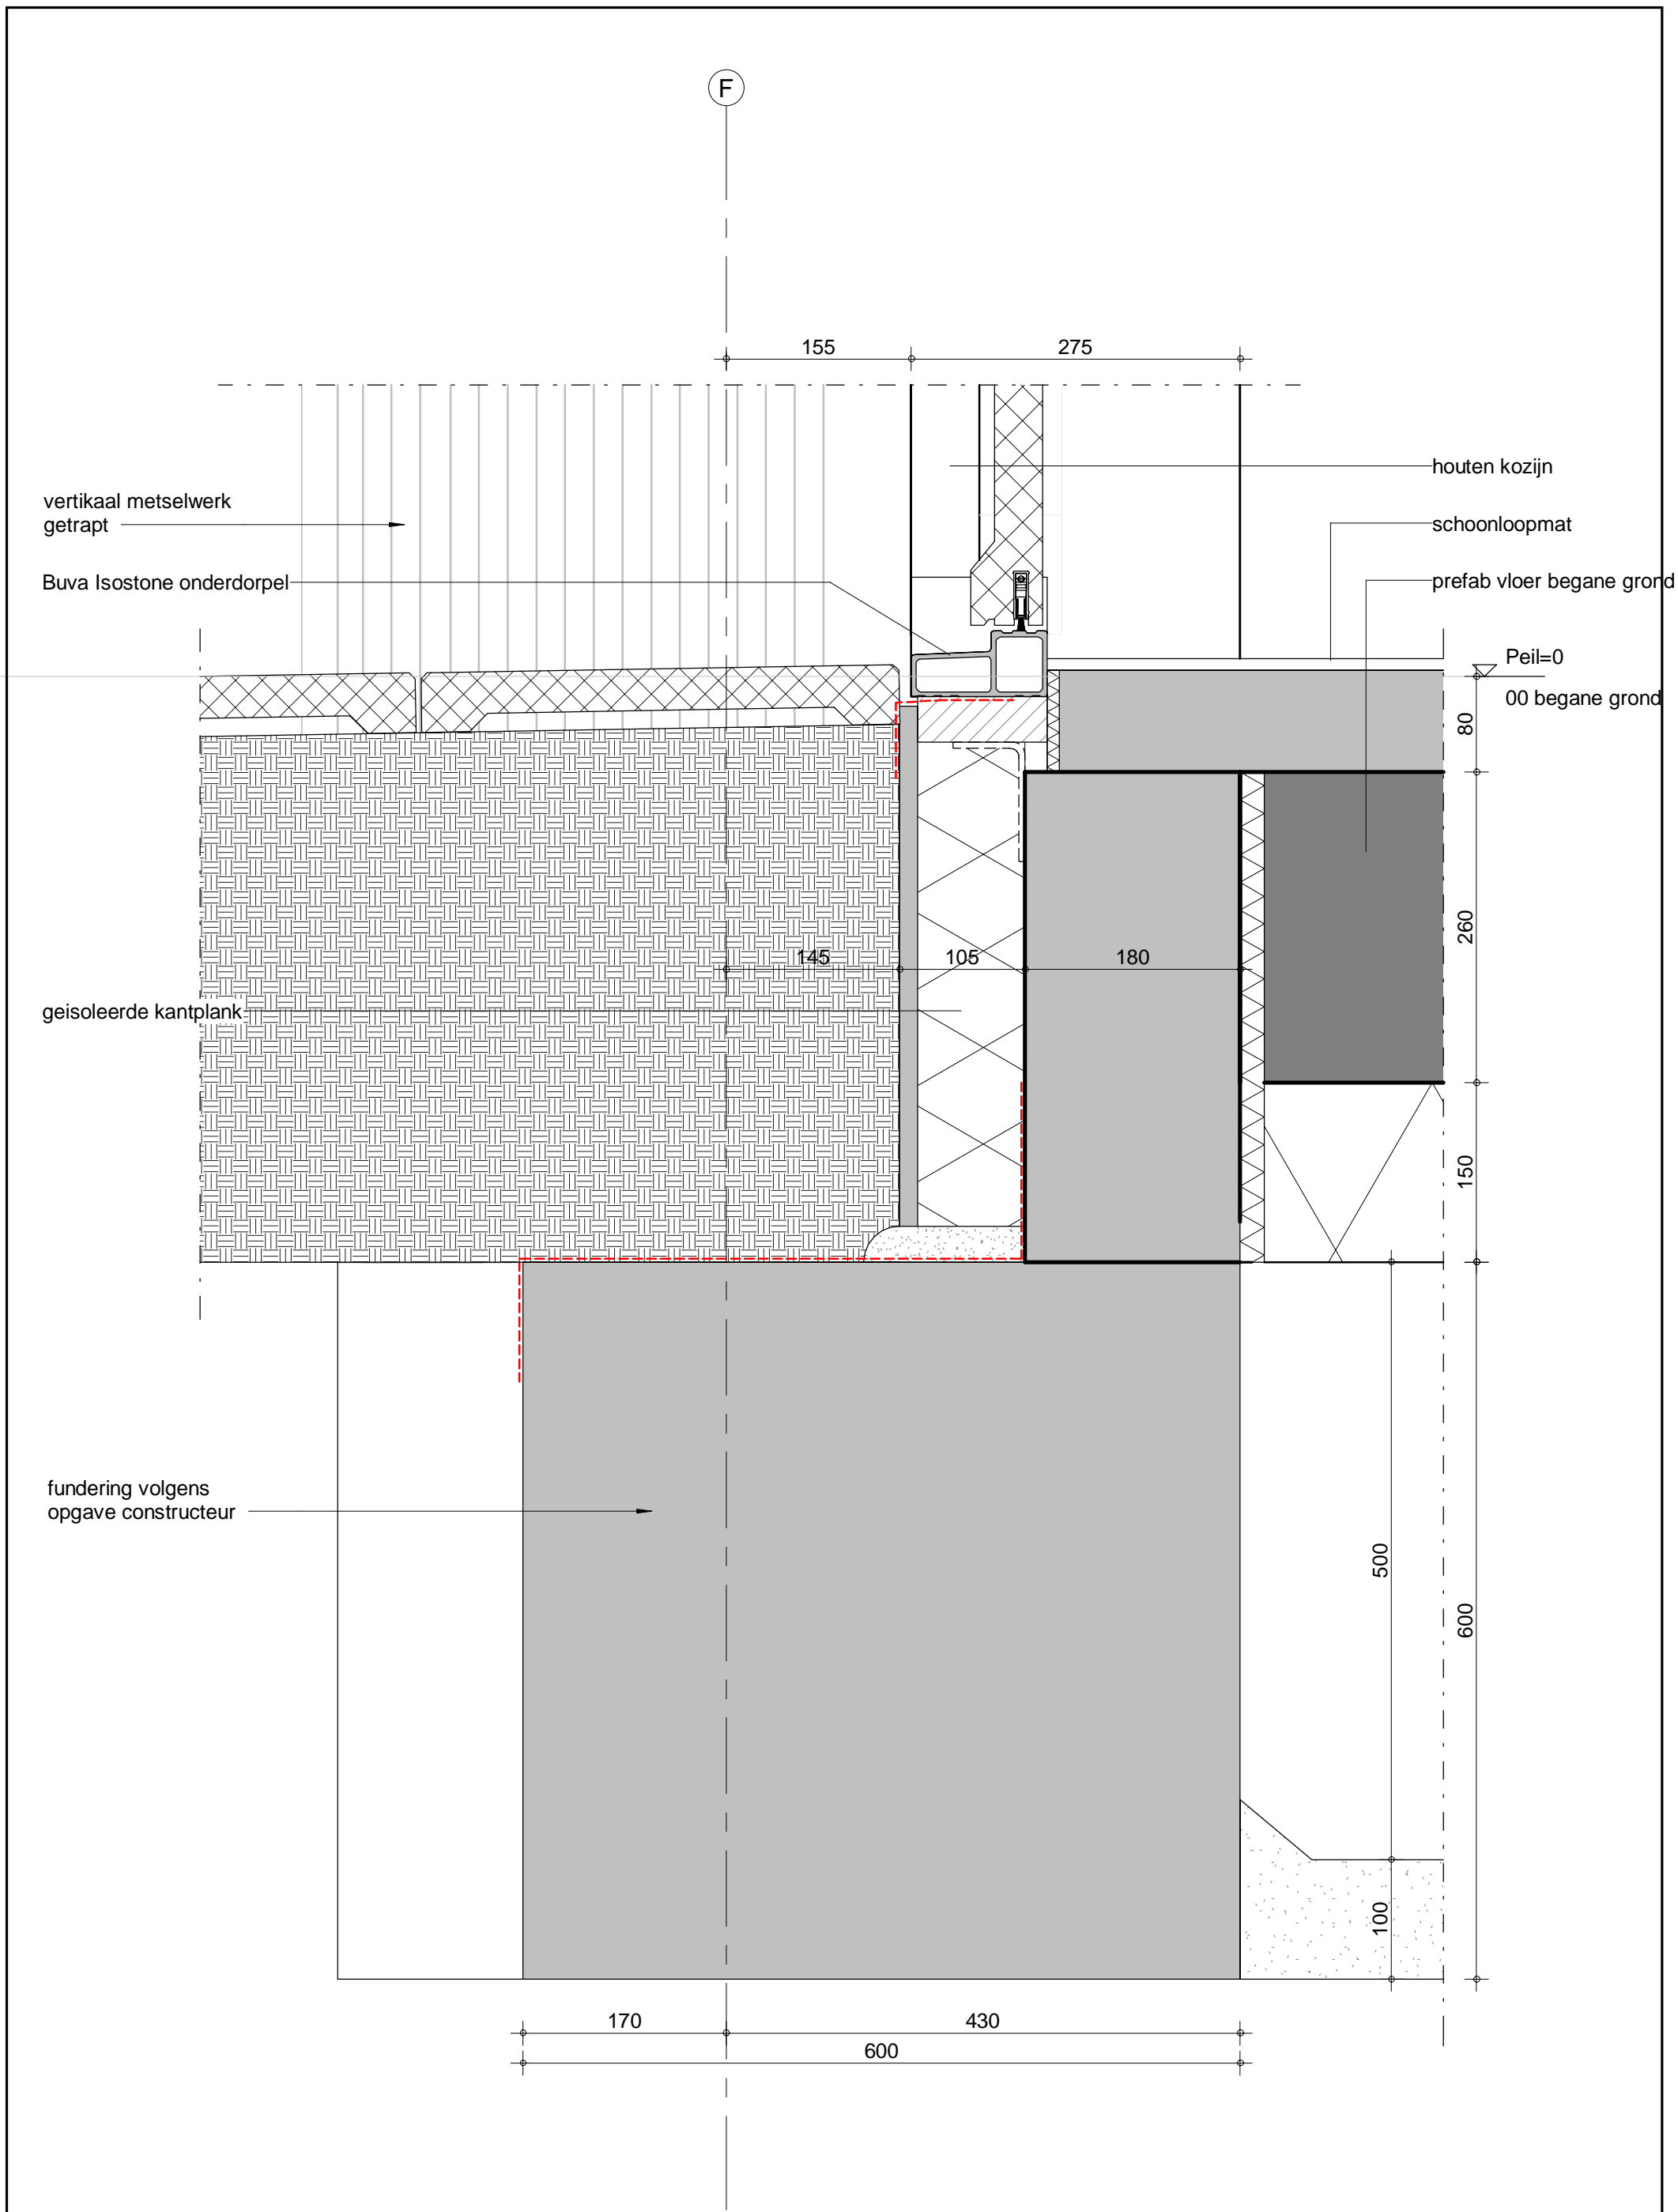 F
155
275
houten kozijn
vertikaal metselwerk
getrapt
schoonloopmat
Buva Isostone onderdorpel
prefab vloer begane grond
Peil=0
00 begane grond
80
260
145
105
180
geisoleerde kantplank
150
fundering volgens
opgave constructeur
500
600
100
170
430
600